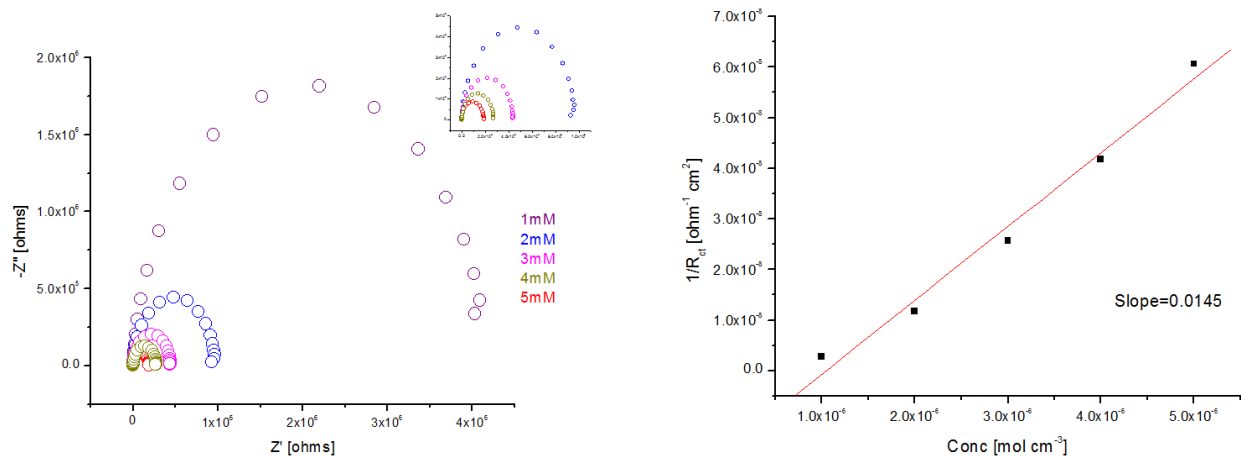 2.0x10⁶
1.5x10⁶
1.0x10⁶
5.0x10⁵
0.0
-Z" [ohms]
0
1x10⁶
2x10⁶
3x10⁶
4x10⁶
Z' [ohms]
1mM
2mM
3mM
4mM
5mM
7.0x10⁻⁸
6.0x10⁻⁸
5.0x10⁻⁸
4.0x10⁻⁸
3.0x10⁻⁸
2.0x10⁻⁸
1.0x10⁻⁸
0.0
1/R_ct [ohm⁻¹ cm²]
Slope=0.0145
1.0x10⁻⁶
2.0x10⁻⁶
3.0x10⁻⁶
4.0x10⁻⁶
5.0x10⁻⁶
Conc [mol cm⁻³]